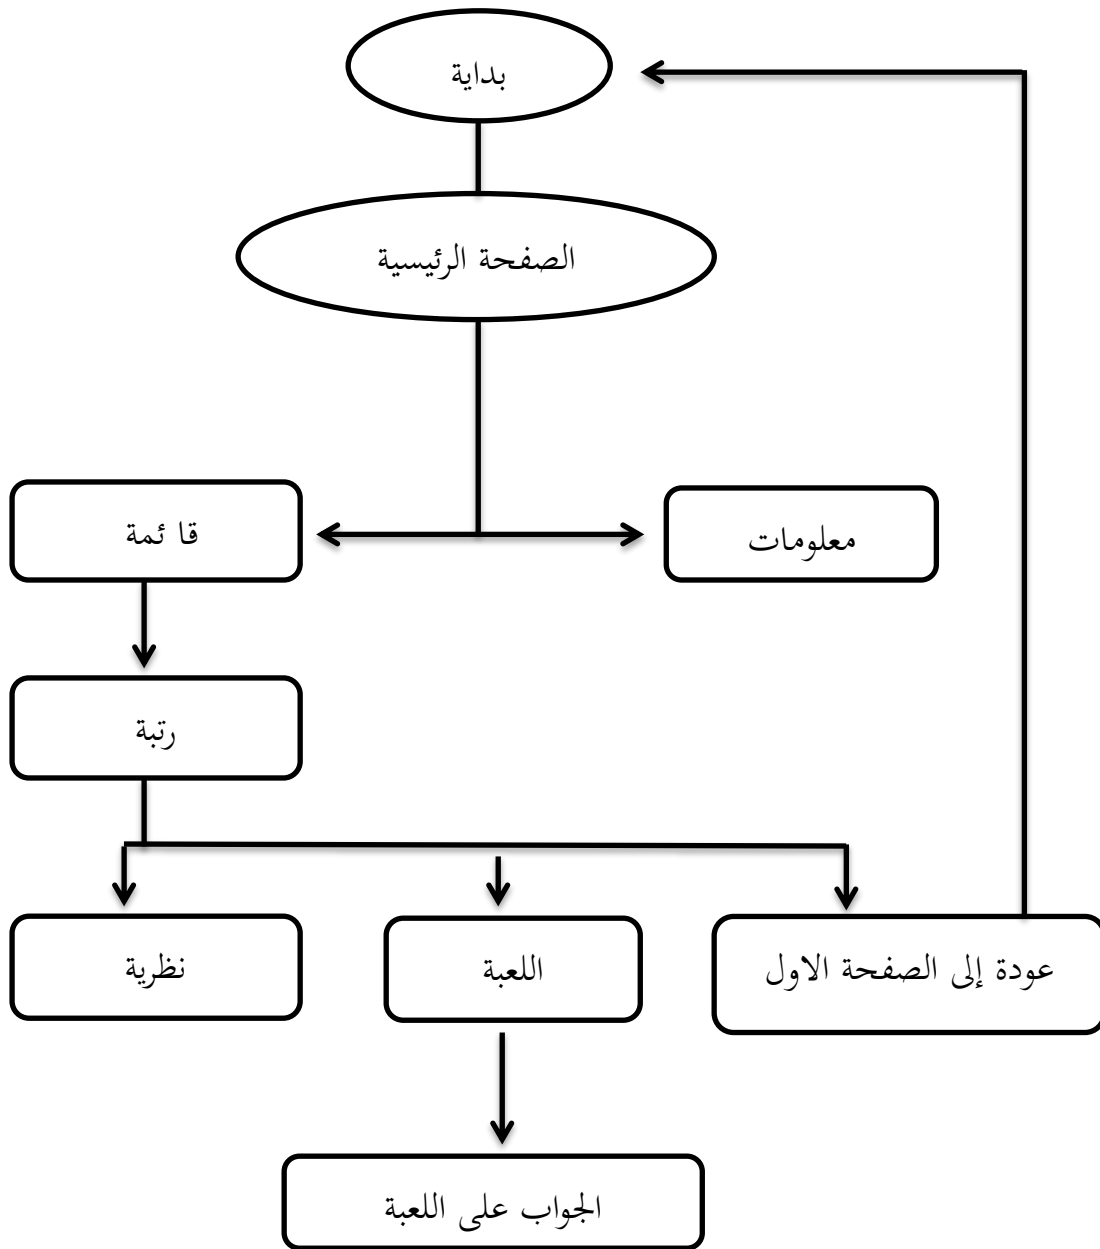 بداية
الصفحة الرئيسية
معلومات
قا ئمة
رتبة
عودة إلى الصفحة الاول
اللعبة
نظرية
الجواب على اللعبة